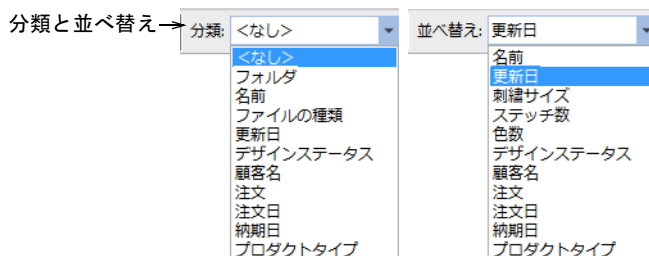 分類と並べ替え
分類: <なし>
<なし>
フォルダ
名前
ファイルの種類
更新日
デザインステータス
顧客名
注文
注文日
納期日
プロダクトタイプ
並べ替え: 更新日
名前
更新日
刺繍サイズ
ステッチ数
色数
デザインステータス
顧客名
注文
注文日
納期日
プロダクトタイプ